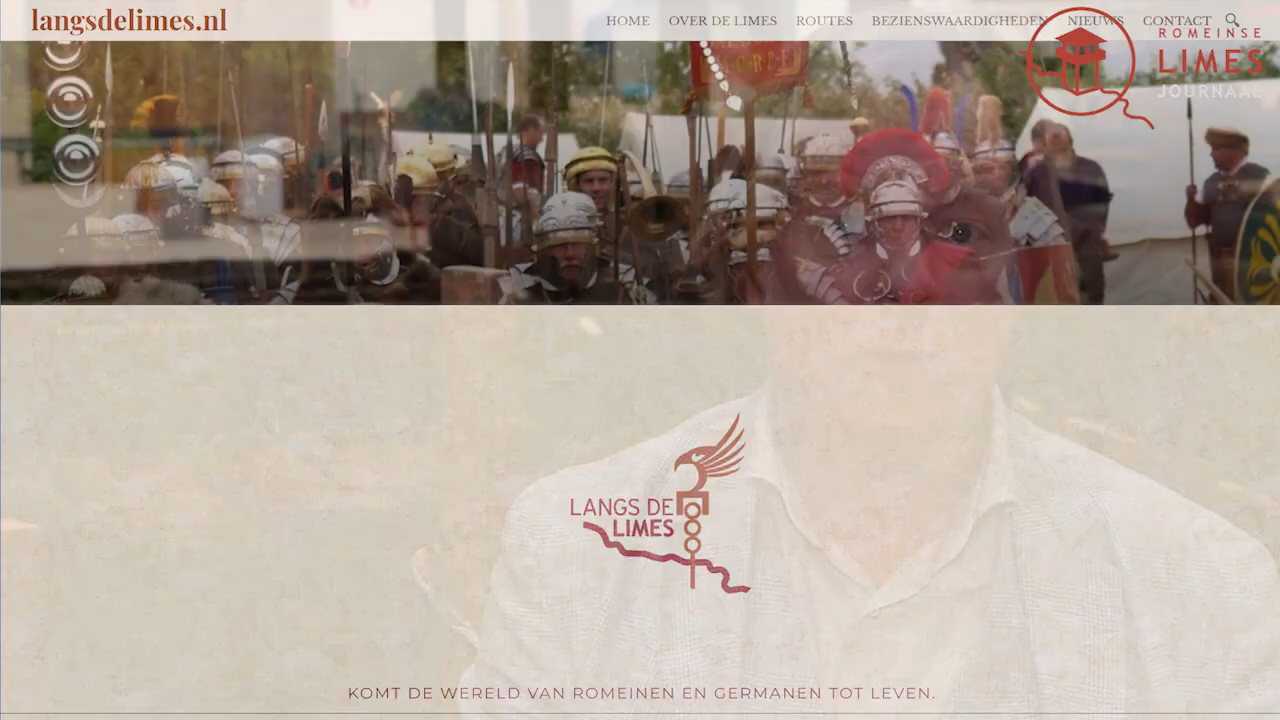 langsdelimes.nl
HOME OVER DE LIMES ROUTES BEZIENSWAARDIGHEDEN NIEUWS CONTACT
ROMEINSE
LIMES
JOURNAAL
LANGS DE
LIMES
KOMT DE WERELD VAN ROMEINEN EN GERMANEN TOT LEVEN.